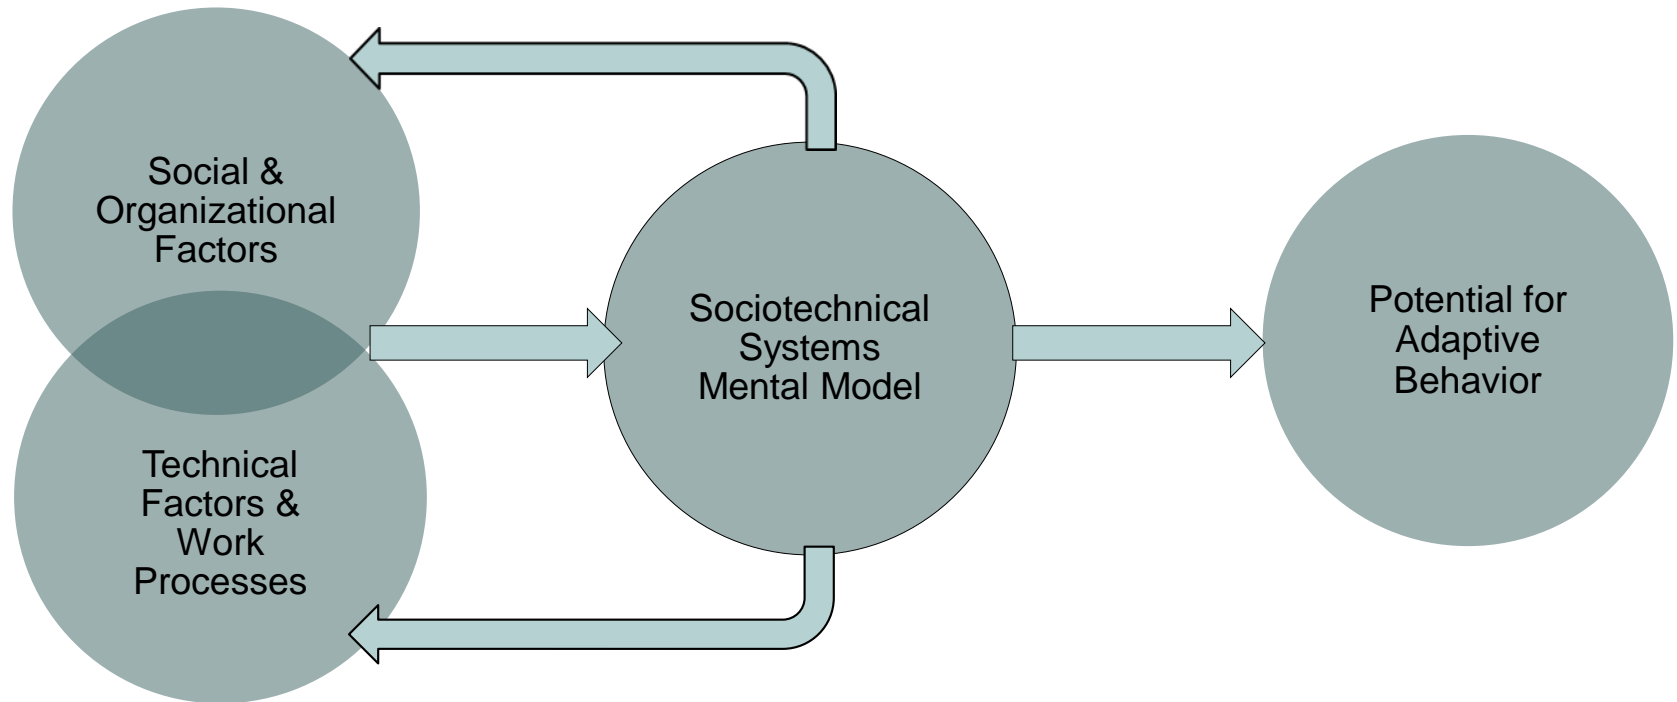 Social &
Organizational
Factors
Technical
Factors &
Work
Processes
Sociotechnical
Systems
Mental Model
Potential for
Adaptive
Behavior